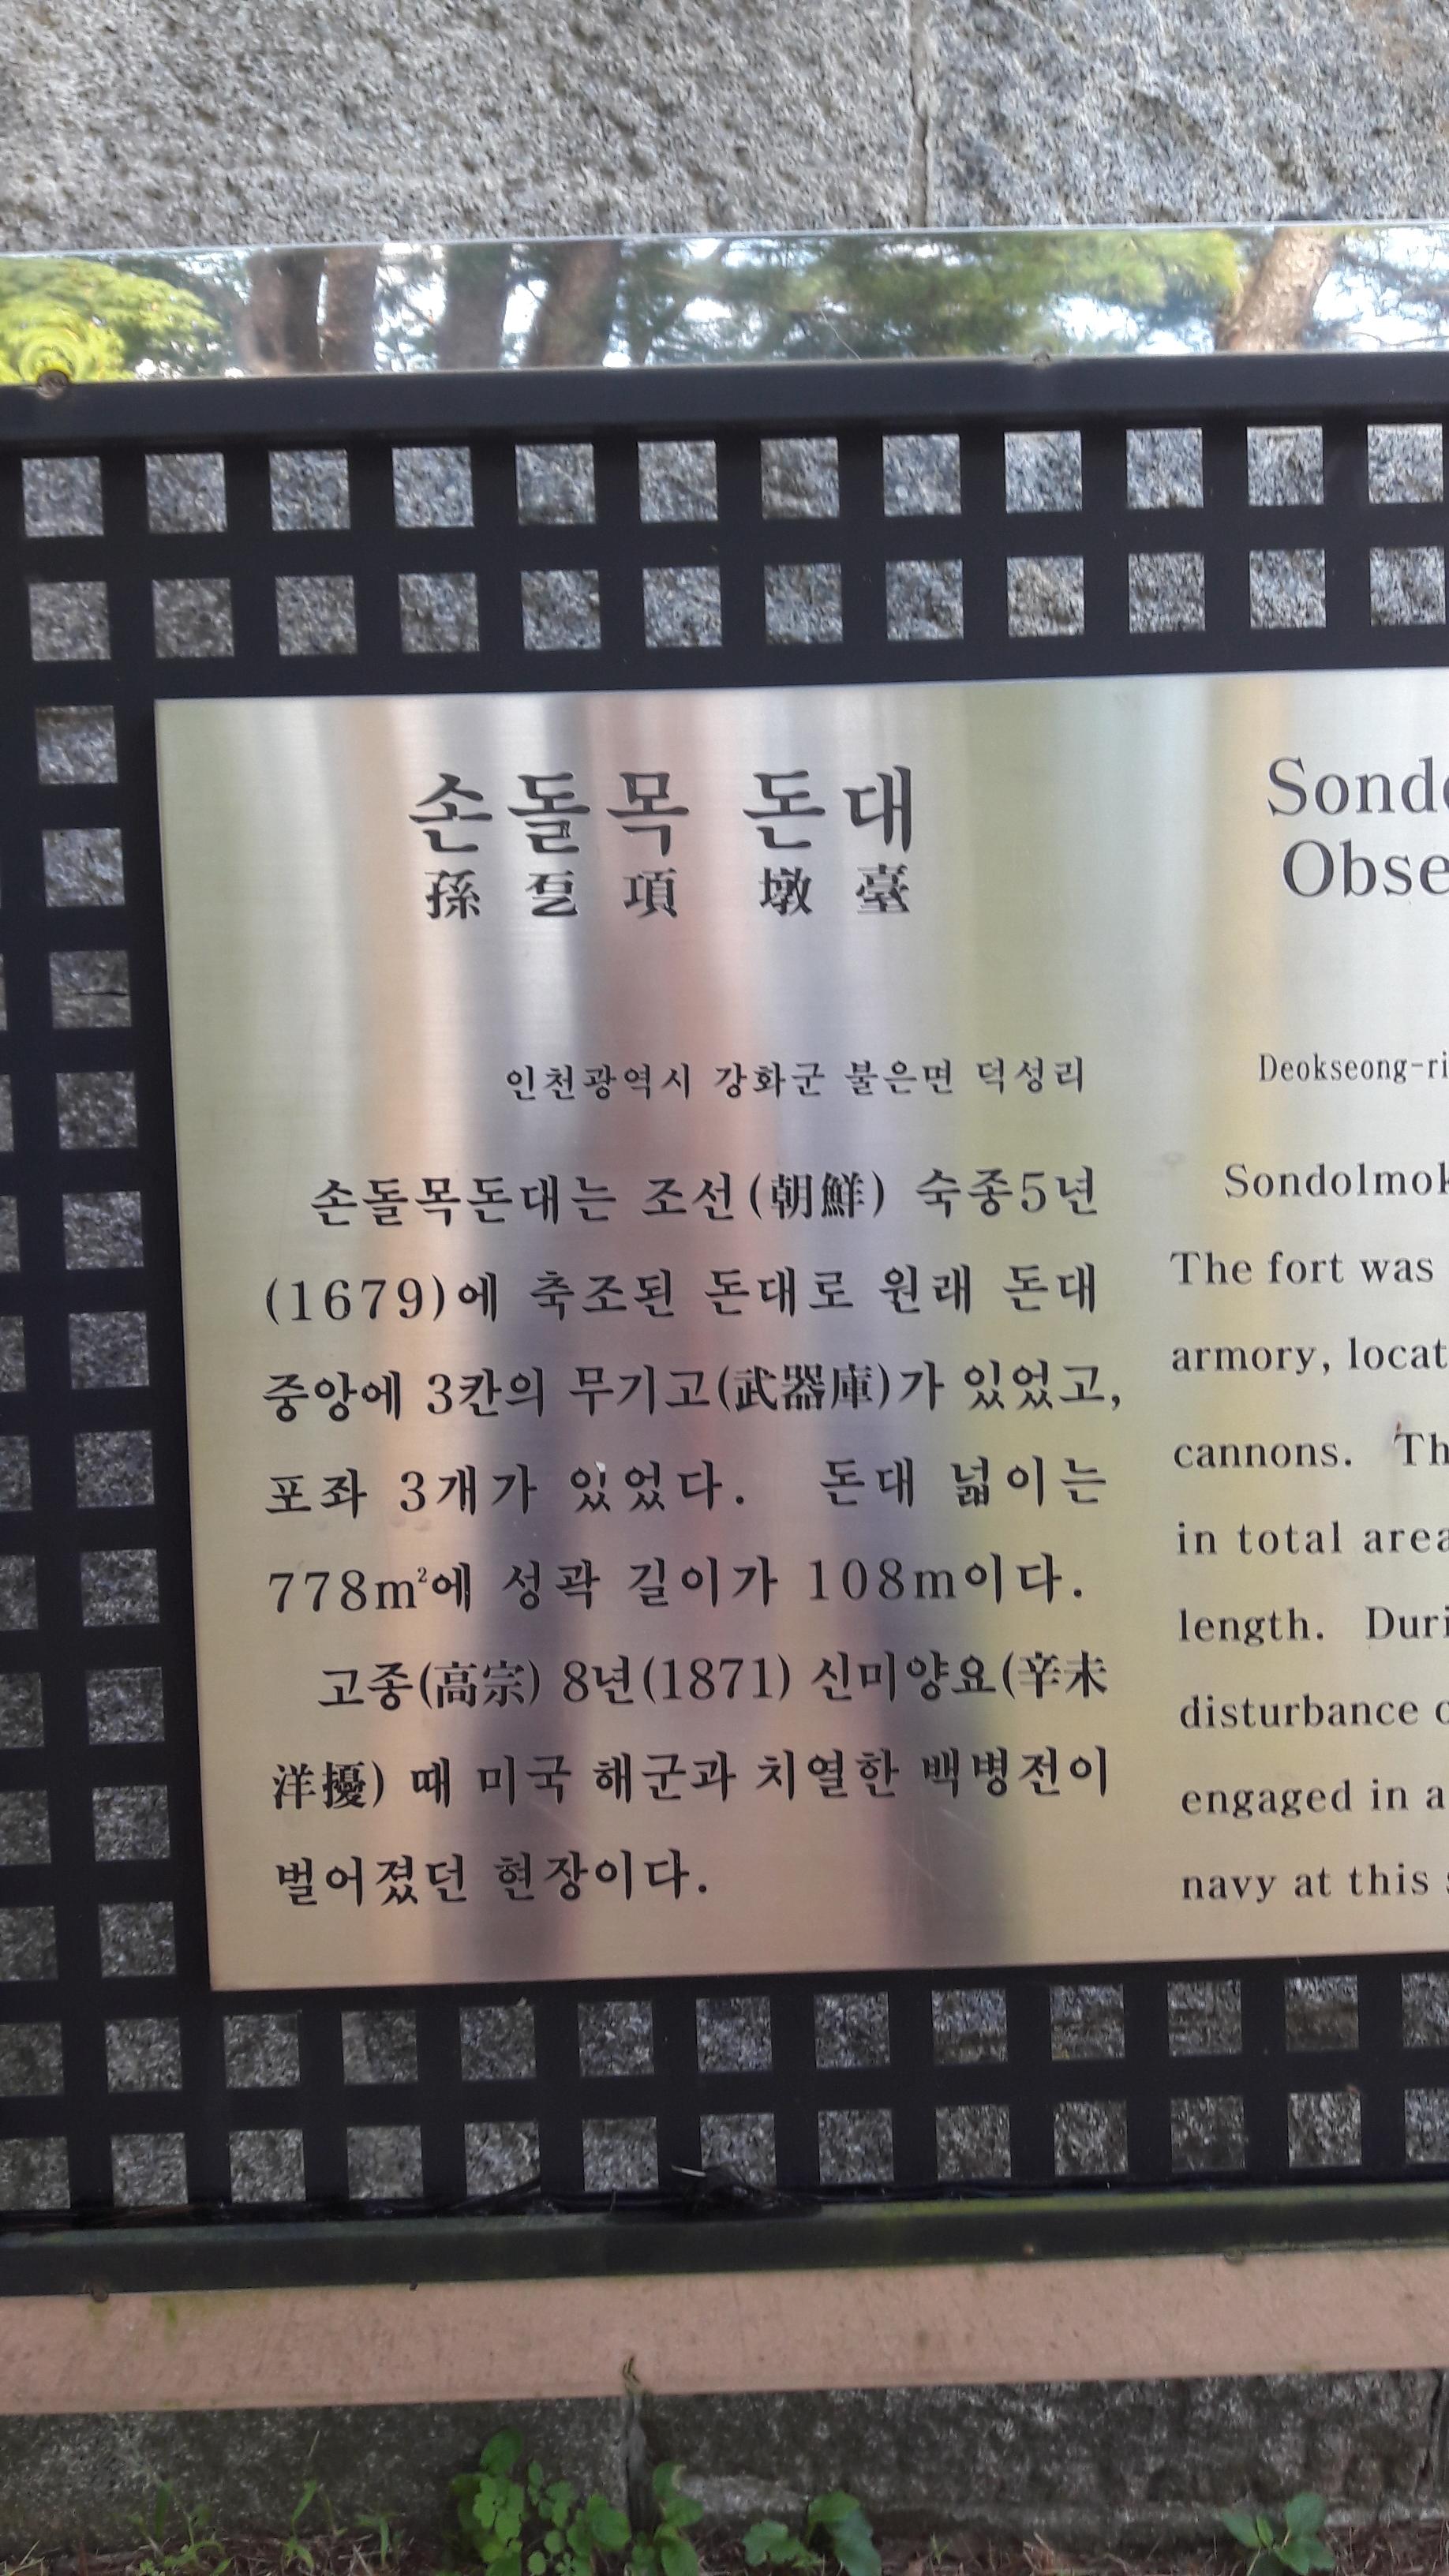 손돌목 돈대
孫乭項 墩臺
인천광역시 강화군 불은면 덕성리
손돌목돈대는 조선(朝鮮) 숙종5년
(1679)에 축조된 돈대로 원래 돈대
중앙에 3칸의 무기고(武器庫)가 있었고,
포좌 3개가 있었다. 돈대 넓이는
778m²에 성곽 길이가 108m이다.
고종(高宗) 8년(1871) 신미양요(辛未
洋擾) 때 미국 해군과 치열한 백병전이
벌어졌던 현장이다.
Deokseong-ri
The fort was
armory,
cannons.
in total area
length.
disturbance
engaged in a
navy at this